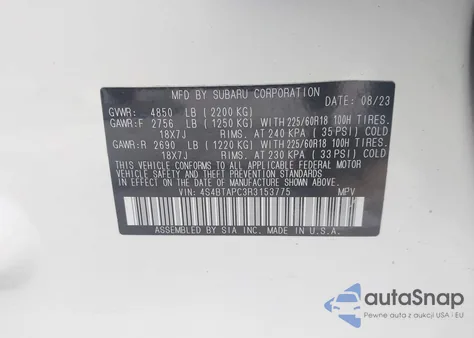 MFD BY SUBARU CORPORATION
DATE: 08/23
GVWR: 4850 LB (2200 KG)
GAWR:F 2756 LB (1250 KG) WITH 225/60R18 100H TIRES,
18X7J RIMS, AT 240 KPA (35 PSI) COLD
GAWR:R 2690 LB (1220 KG) WITH 225/60R18 100H TIRES,
18X7J RIMS, AT 230 KPA (33 PSI) COLD
THIS VEHICLE CONFORMS TO ALL APPLICABLE
FEDERAL MOTOR VEHICLE SAFETY AND THEFT
PREVENTION STANDARDS IN EFFECT ON THE DATE
OF MANUFACTURE SHOWN ABOVE.
VIN: 4S4BTAPC3R3153775 MPV
ASSEMBLED BY SIA INC. MADE IN U.S.A.
autoSnap
Pewne auta z aukcji USA i EU